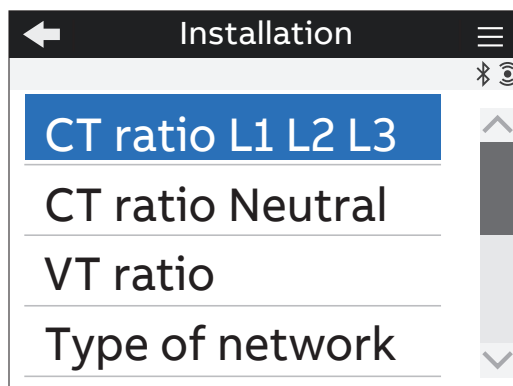 Installation
CT ratio L1 L2 L3
CT ratio Neutral
VT ratio
Type of network